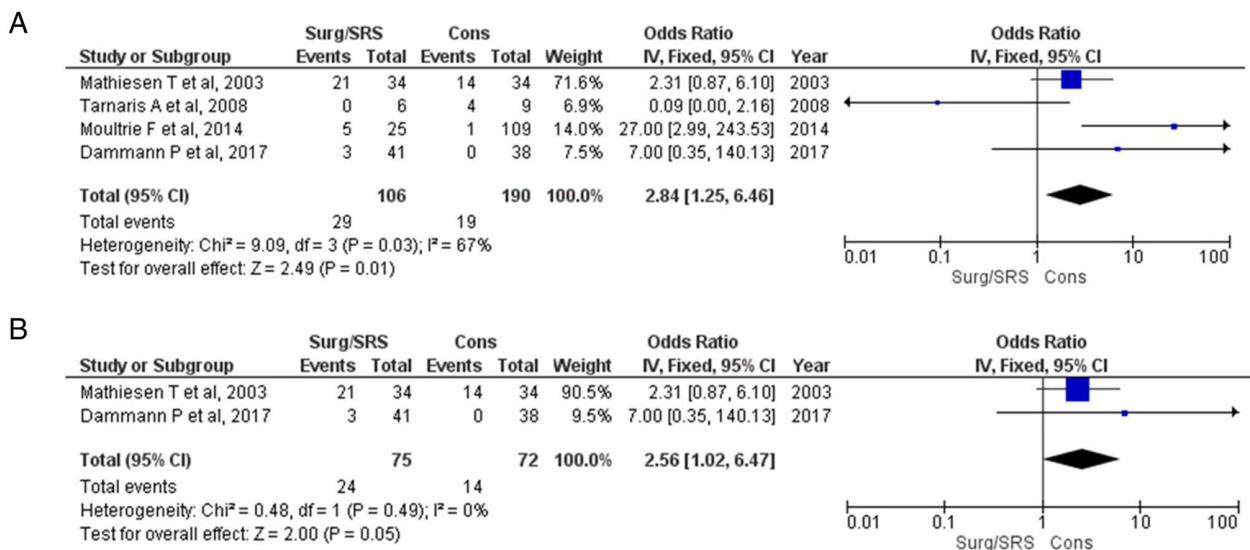 A
Surg/SRS Cons Odds Ratio Odds Ratio
Study or Subgroup Events Total Events Total Weight IV, Fixed, 95% CI Year IV, Fixed, 95% CI
Mathiesen T et al, 2003 21 34 14 34 71.6% 2.31 [0.87, 6.10] 2003
Tarnaris A et al, 2008 0 6 4 9 6.9% 0.09 [0.00, 2.16] 2008
Moultrie F et al, 2014 5 25 1 109 14.0% 27.00 [2.99, 243.53] 2014
Dammann P et al, 2017 3 41 0 38 7.5% 7.00 [0.35, 140.13] 2017
Total (95% CI) 106 190 100.0% 2.84 [1.25, 6.46]
Total events 29 19
Heterogeneity: Chi² = 9.09, df = 3 (P = 0.03); I² = 67%
Test for overall effect: Z = 2.49 (P = 0.01)
0.01 0.1 1 10 100
Surg/SRS Cons
B
Surg/SRS Cons Odds Ratio Odds Ratio
Study or Subgroup Events Total Events Total Weight IV, Fixed, 95% CI Year IV, Fixed, 95% CI
Mathiesen T et al, 2003 21 34 14 34 90.5% 2.31 [0.87, 6.10] 2003
Dammann P et al, 2017 3 41 0 38 9.5% 7.00 [0.35, 140.13] 2017
Total (95% CI) 75 72 100.0% 2.56 [1.02, 6.47]
Total events 24 14
Heterogeneity: Chi² = 0.48, df = 1 (P = 0.49); I² = 0%
Test for overall effect: Z = 2.00 (P = 0.05)
0.01 0.1 1 10 100
Surg/SRS Cons